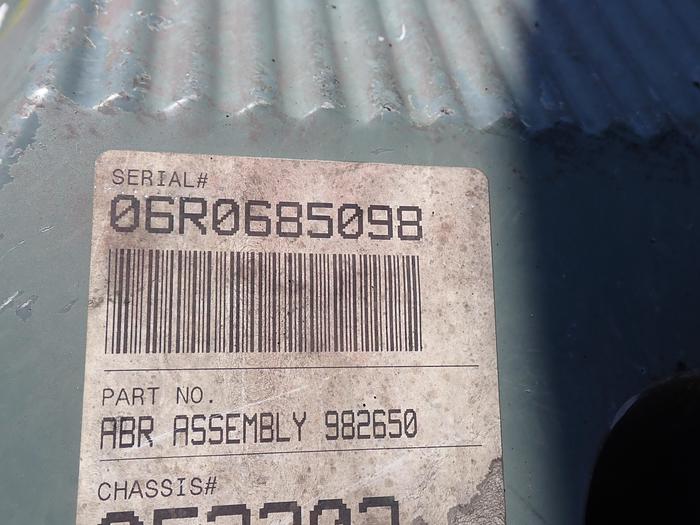 SERIAL#
06R0685098
PART NO.
ABR ASSEMBLY 982650
CHASSIS#